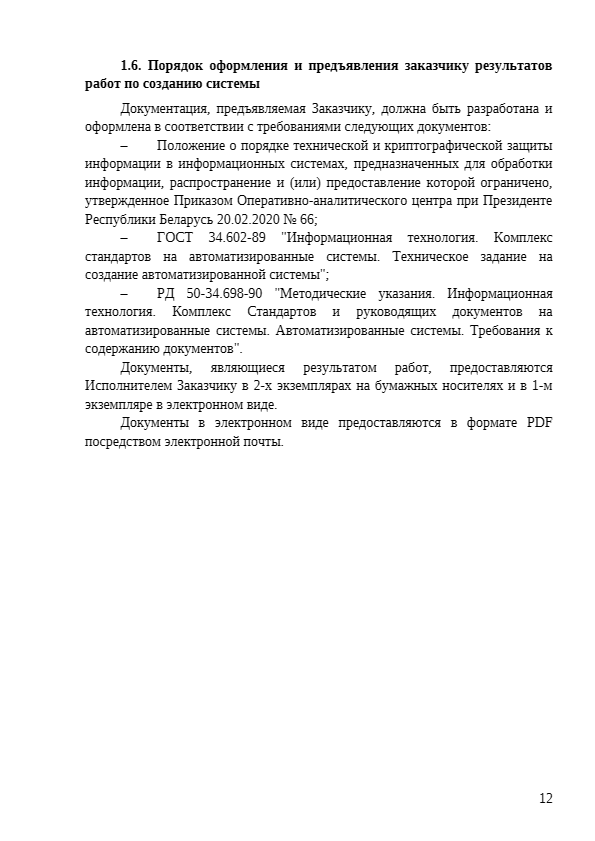 1.6. Порядок оформления и предъявления заказчику результатов
работ по созданию системы
Документация, предъявляемая Заказчику, должна быть разработана и
оформлена в соответствии с требованиями следующих документов:
– Положение о порядке технической и криптографической защиты
информации в информационных системах, предназначенных для обработки
информации, распространение и (или) предоставление которой ограничено,
утвержденное Приказом Оперативно-аналитического центра при Президенте
Республики Беларусь 20.02.2020 № 66;
– ГОСТ 34.602-89 "Информационная технология. Комплекс
стандартов на автоматизированные системы. Техническое задание на
создание автоматизированной системы";
– РД 50-34.698-90 "Методические указания. Информационная
технология. Комплекс Стандартов и руководящих документов на
автоматизированные системы. Автоматизированные системы. Требования к
содержанию документов".
Документы, являющиеся результатом работ, предоставляются
Исполнителем Заказчику в 2-х экземплярах на бумажных носителях и в 1-м
экземпляре в электронном виде.
Документы в электронном виде предоставляются в формате PDF
посредством электронной почты.
12